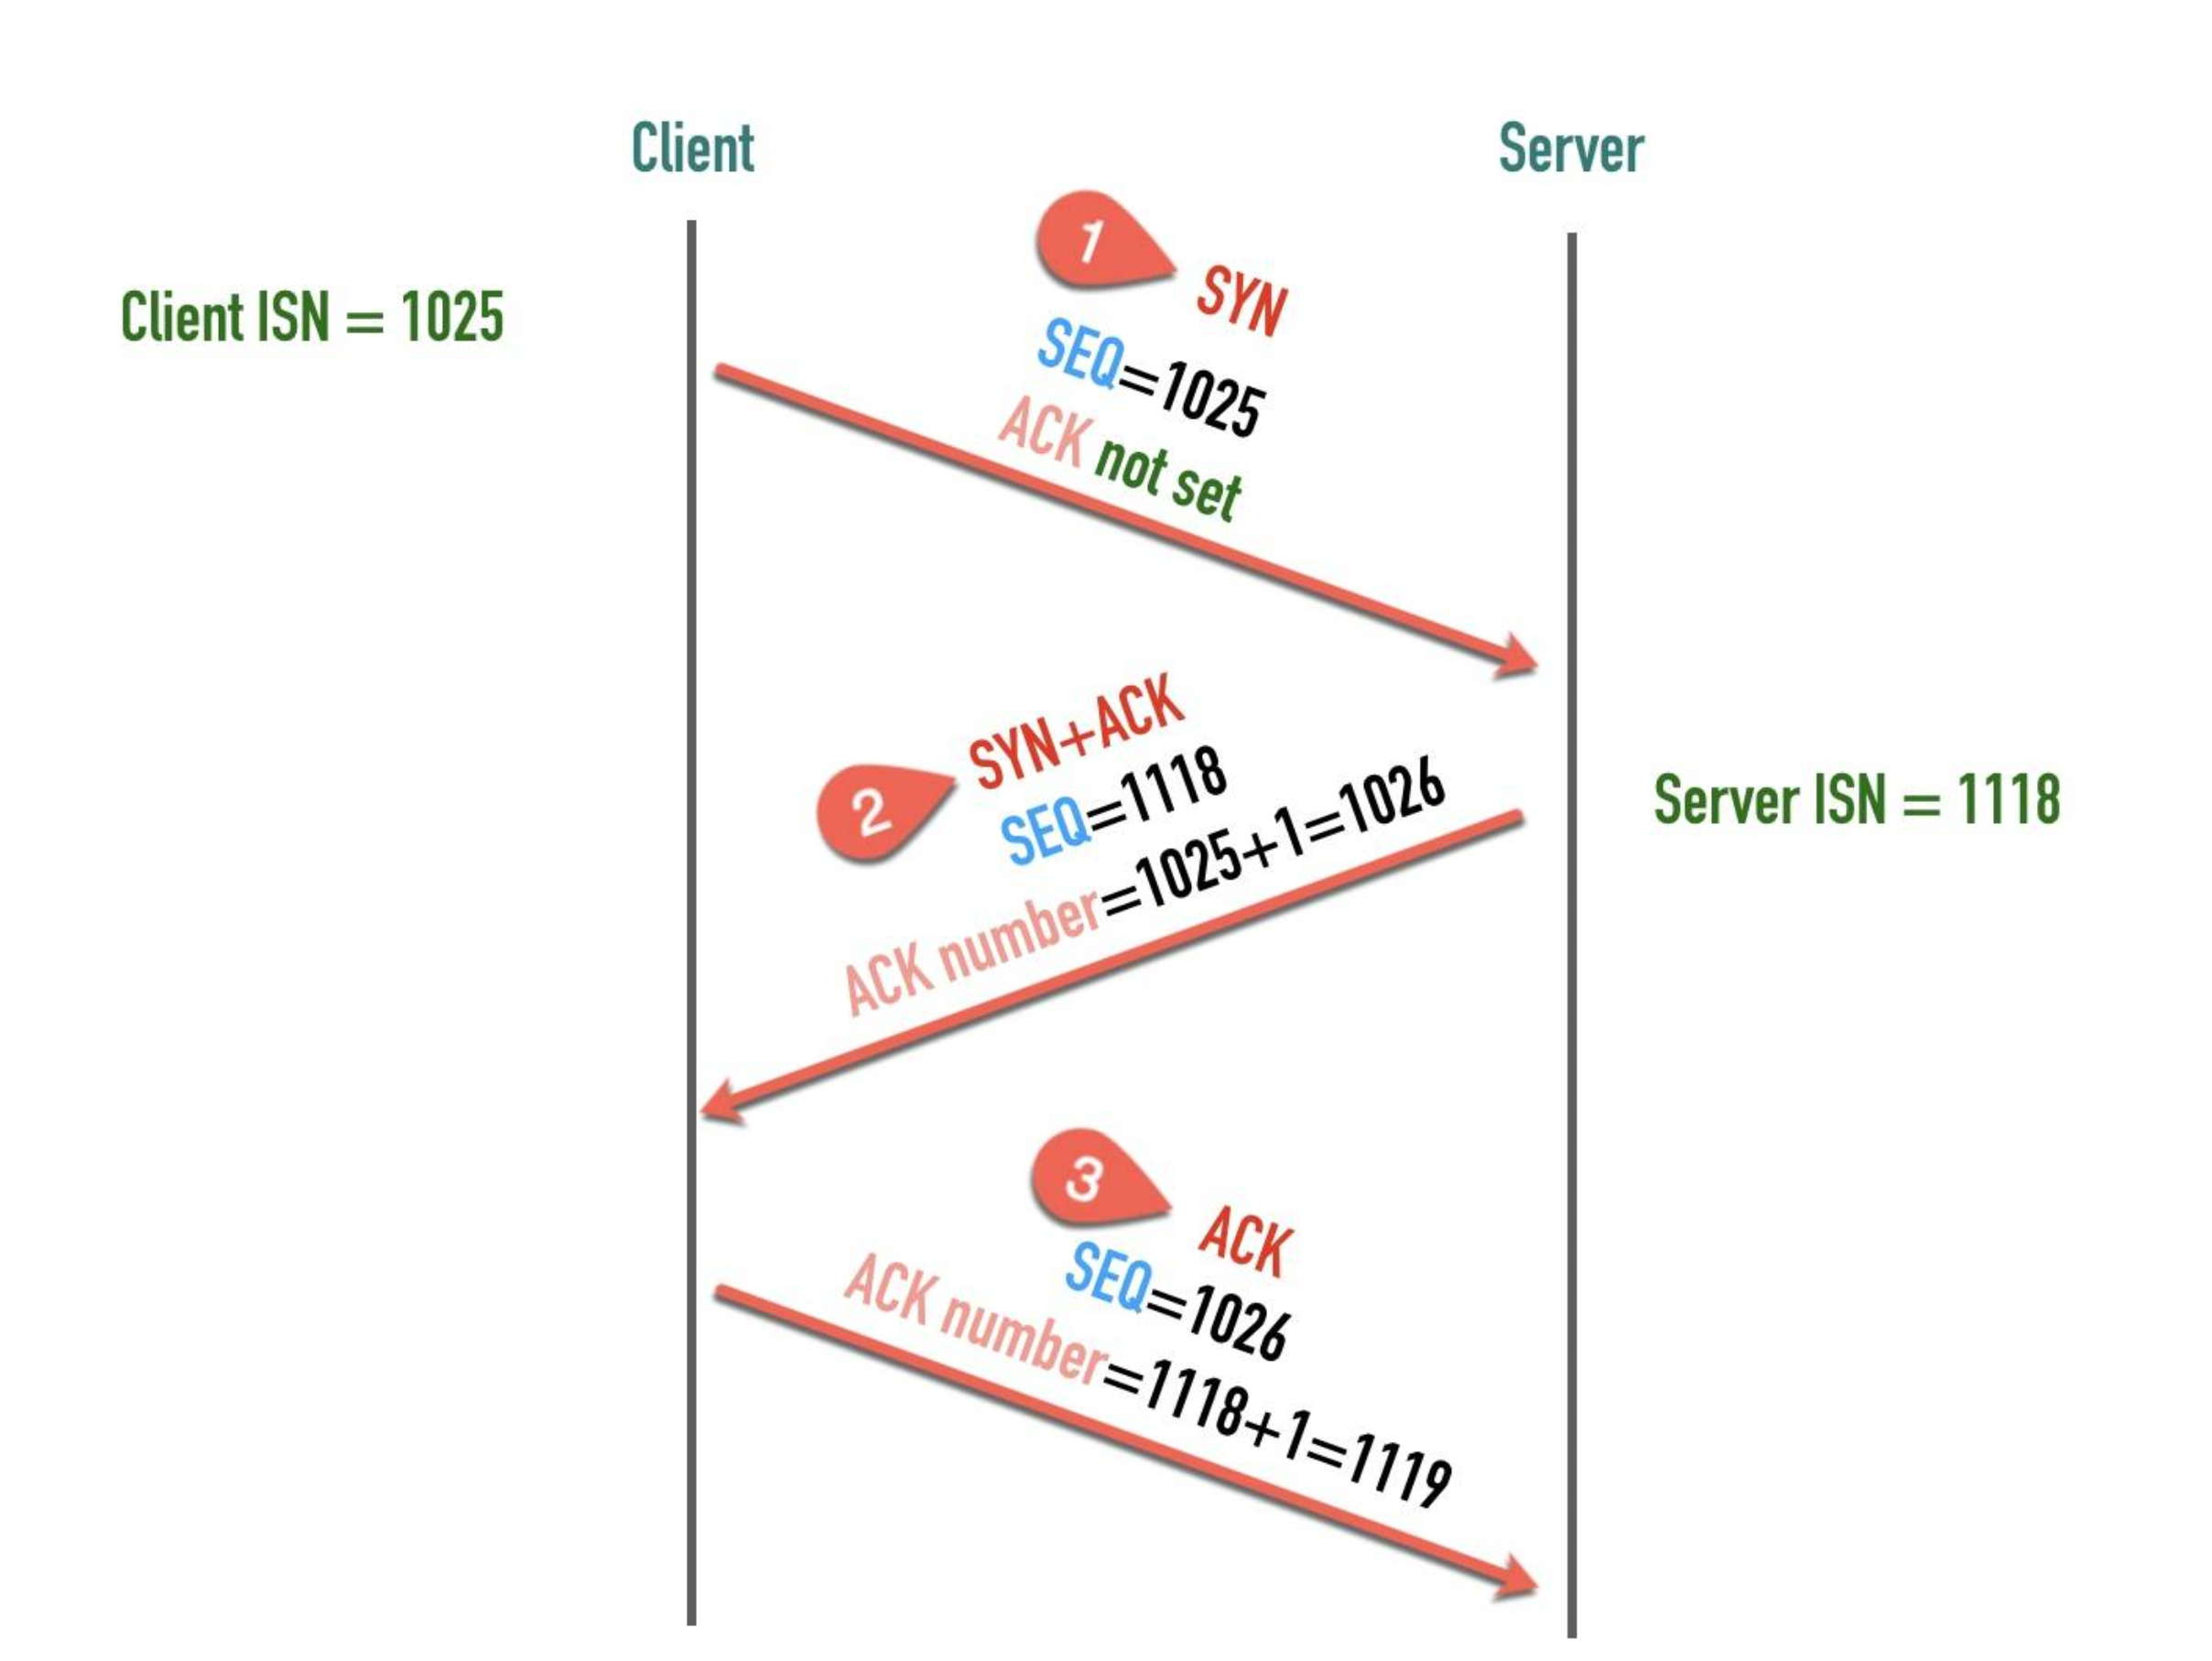 Client
Server
1
SYN
Client ISN = 1025
SEQ=1025
ACK not set
SYN+ACK
2
SEQ=1118
Server ISN = 1118
ACK number=1025+1=1026
3
ACK
SEQ=1026
ACK number=1118+1=1119